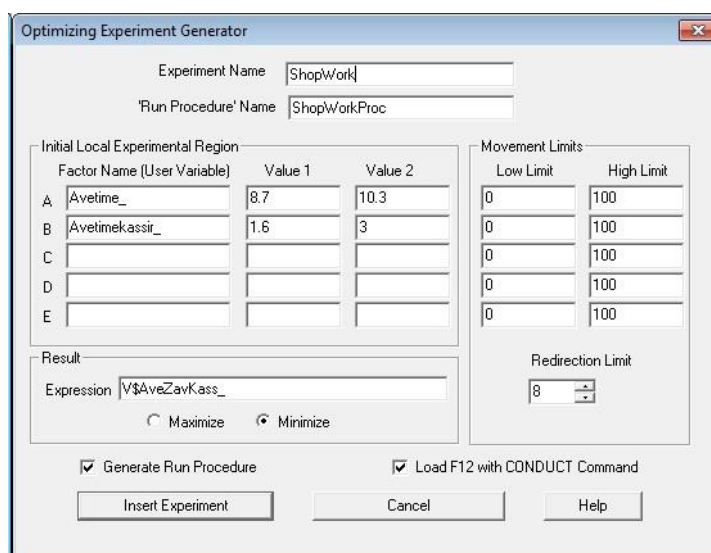 Optimizing Experiment Generator
Experiment Name ShopWork
'Run Procedure' Name ShopWorkProc
Initial Local Experimental Region
Factor Name (User Variable) Value 1 Value 2
A Avetime_ 8.7 10.3
B Avetimekassir_ 1.6 3
C
D
E
Movement Limits
Low Limit High Limit
0 100
0 100
0 100
0 100
0 100
Redirection Limit
8
Result
Expression V$AveZavKass_
Maximize Minimize
Generate Run Procedure Load F12 with CONDUCT Command
Insert Experiment Cancel Help